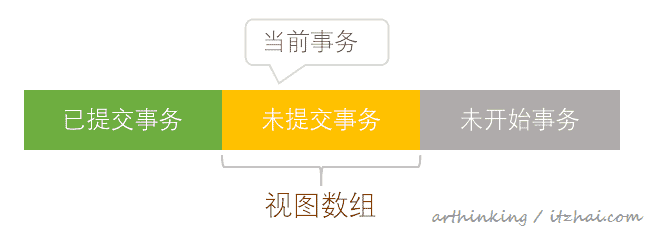 当前事务
已提交事务 未提交事务 未开始事务
视图数组
arthinking / itzhai.com